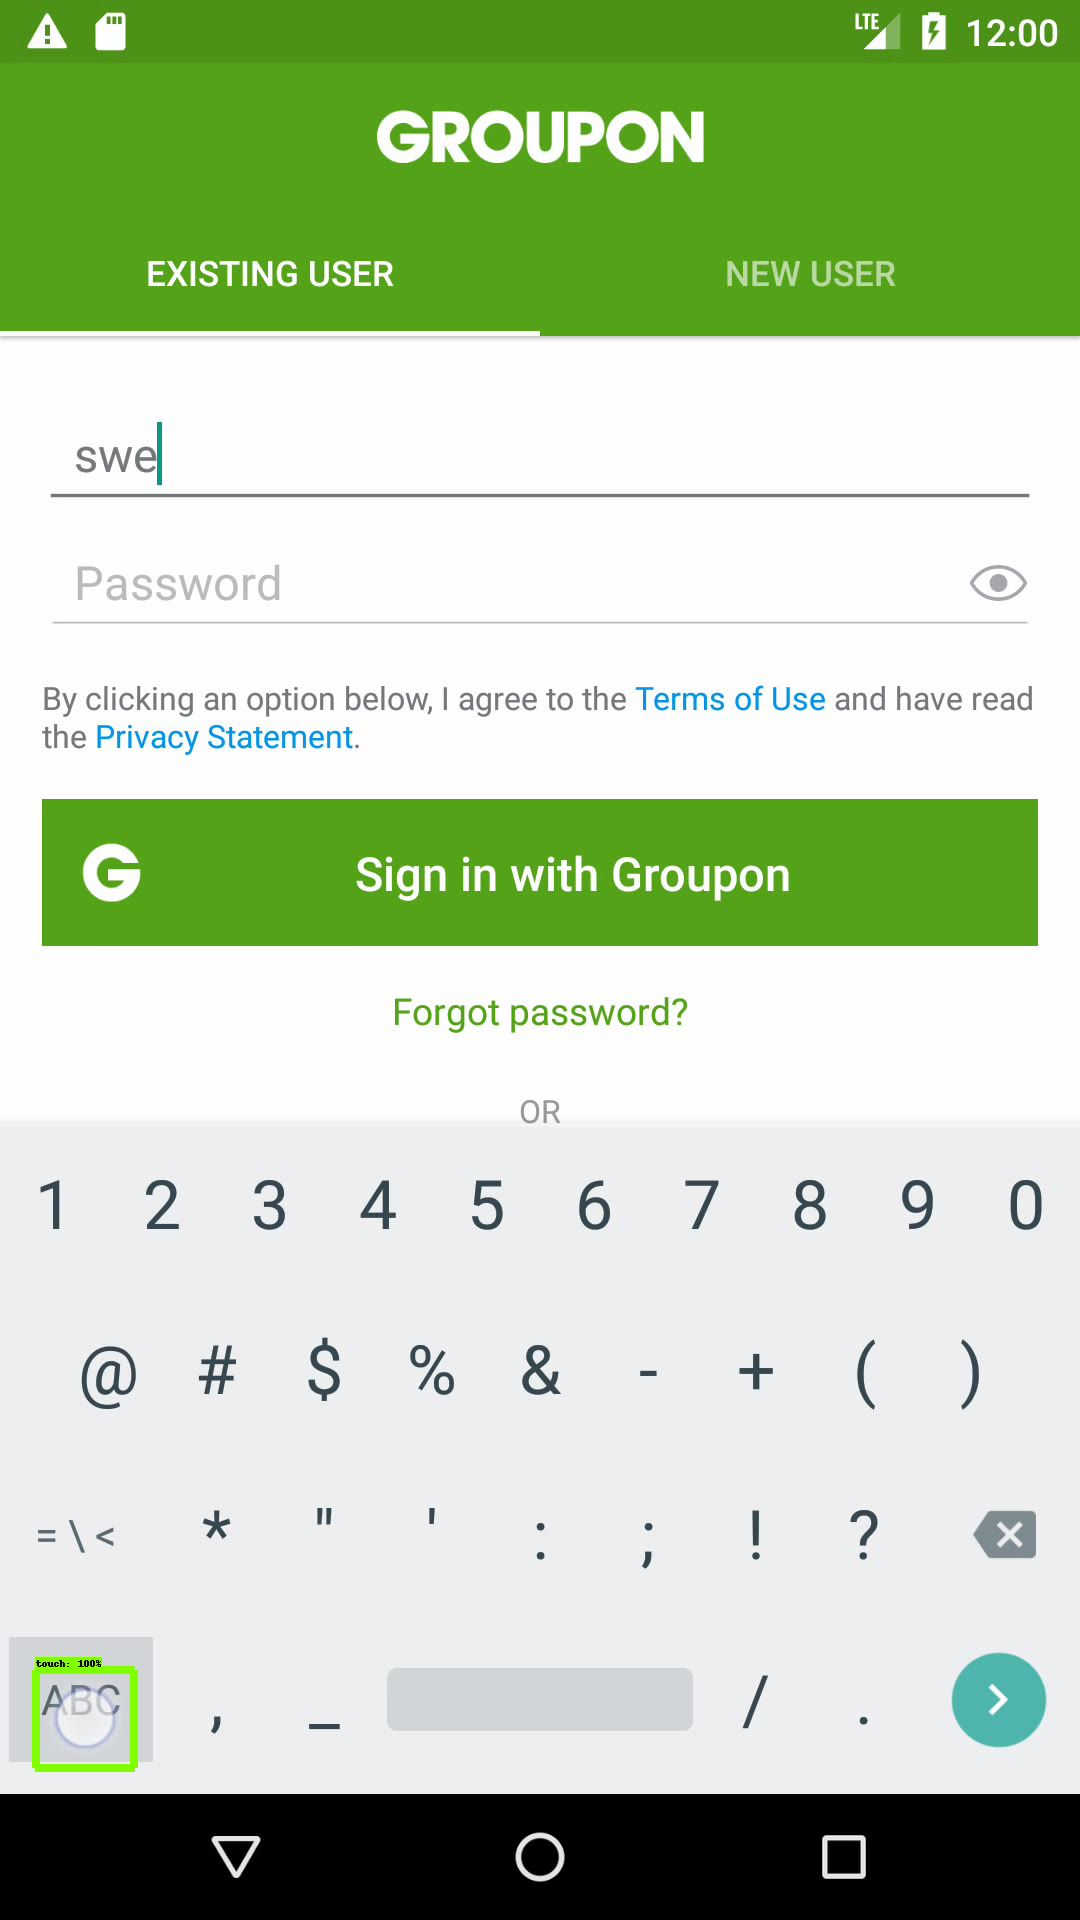 LTE 12:00
GROUPON
EXISTING USER NEW USER
swe
Password
By clicking an option below, I agree to the Terms of Use and have read
the Privacy Statement.
G Sign in with Groupon
Forgot password?
OR
1 2 3 4 5 6 7 8 9 0
@ # $ % & - + ( )
= \ < * " ' : ; ! ?
touch: 100%
ABC , _ / .